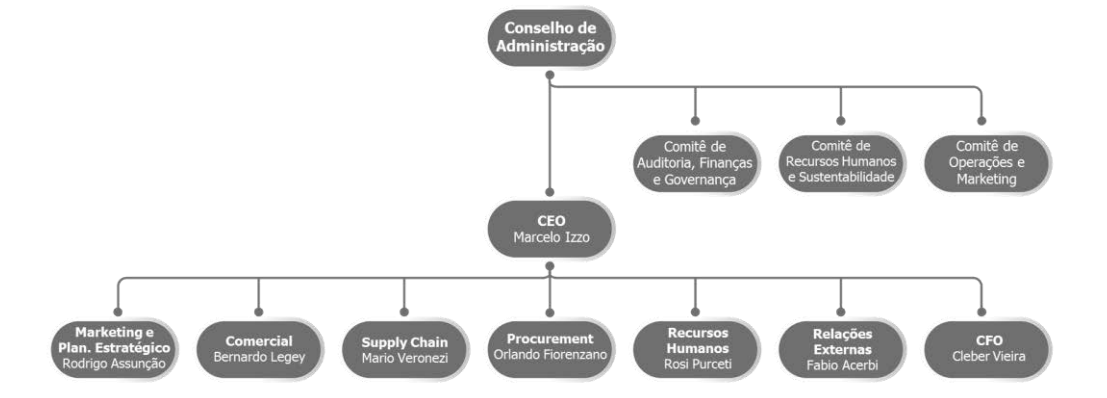 Conselho de
Administração
Comitê de
Auditoria, Finanças
e Governança
Comitê de
Recursos Humanos
e Sustentabilidade
Comitê de
Operações e
Marketing
CEO
Marcelo Izzo
Marketing e
Plan. Estratégico
Rodrigo Assunção
Comercial
Bernardo Legey
Supply Chain
Mario Veronezi
Procurement
Orlando Fiorenzano
Recursos
Humanos
Rosi Purceti
Relações
Externas
Fabio Acerbi
CFO
Cleber Vieira